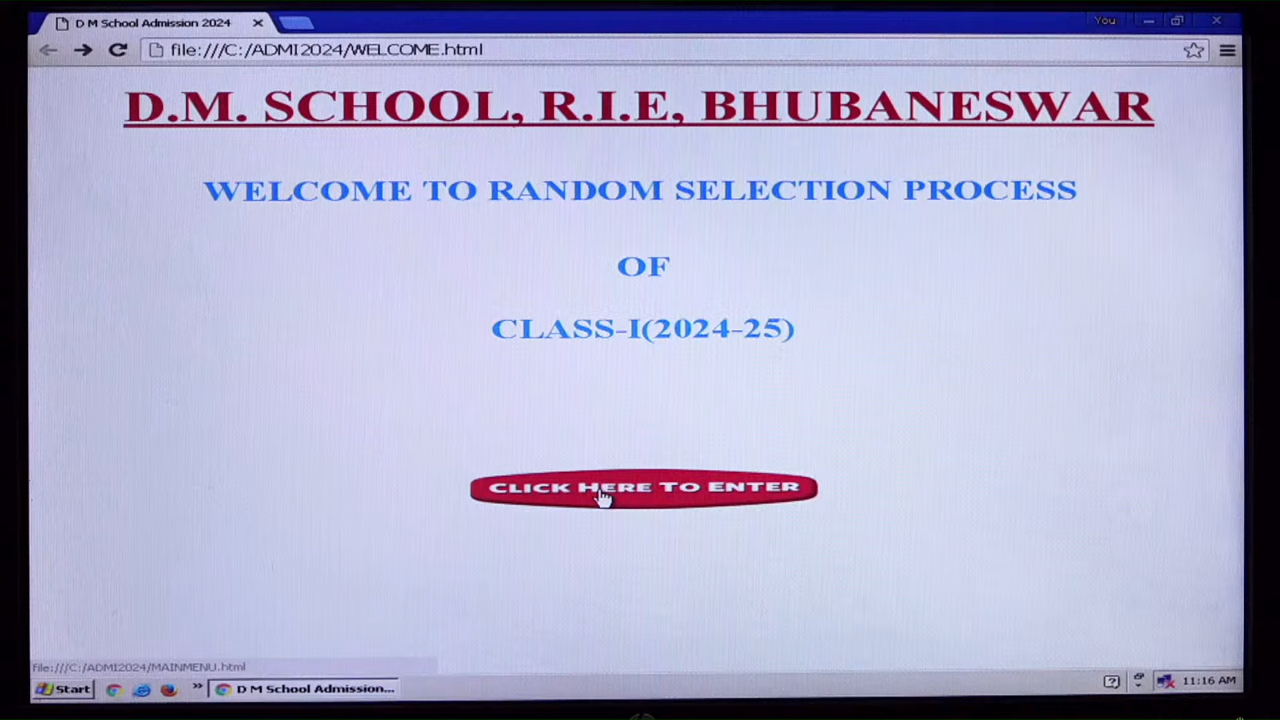 D M School Admission 2024
You
file:///C:/ADMI2024/WELCOME.html
D.M. SCHOOL, R.I.E, BHUBANESWAR
WELCOME TO RANDOM SELECTION PROCESS
OF
CLASS-I(2024-25)
CLICK HERE TO ENTER
file:///C:/ADMI2024/MAINMENU.html
Start
D M School Admission...
11:16 AM